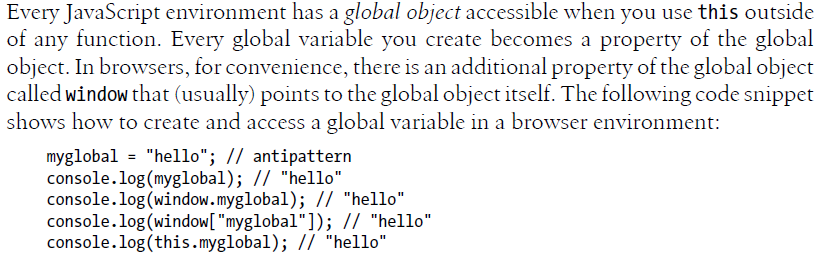 Every JavaScript environment has a global object accessible when you use this outside
of any function. Every global variable you create becomes a property of the global
object. In browsers, for convenience, there is an additional property of the global object
called window that (usually) points to the global object itself. The following code snippet
shows how to create and access a global variable in a browser environment:
myglobal = "hello"; // antipattern
console.log(myglobal); // "hello"
console.log(window.myglobal); // "hello"
console.log(window["myglobal"]); // "hello"
console.log(this.myglobal); // "hello"